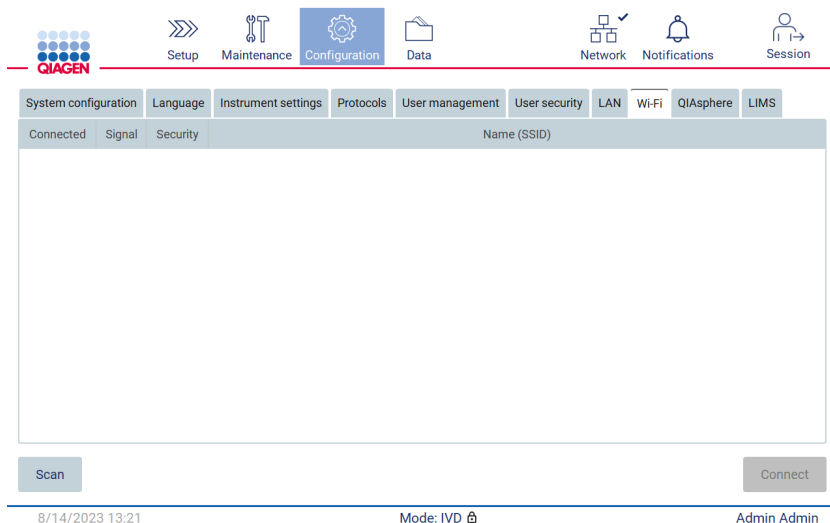 QIAGEN
Setup Maintenance Configuration Data Network Notifications Session
System configuration Language Instrument settings Protocols User management User security LAN Wi-Fi QIAsphere LIMS
Connected Signal Security Name (SSID)
Scan Connect
8/14/2023 13:21 Mode: IVD Admin Admin